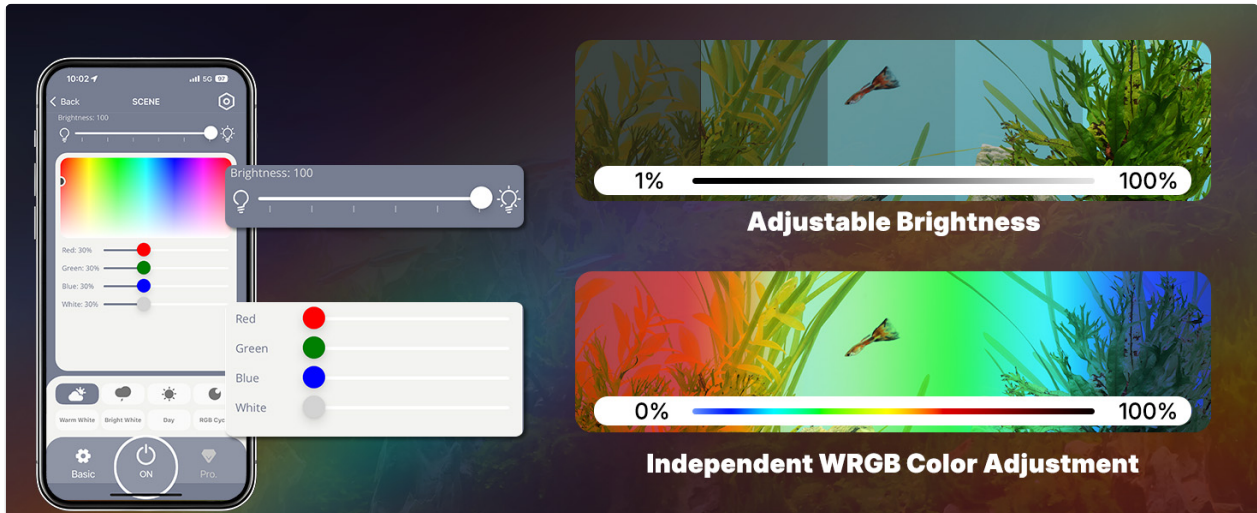 10:02
5G 97
Back
SCENE
Brightness: 100
Red: 30%
Green: 30%
Blue: 30%
White: 30%
Warm White
Bright White
Day
RGB Cyc
Basic
ON
Pro.
Brightness: 100
Red
Green
Blue
White
1%
100%
Adjustable Brightness
0%
100%
Independent WRGB Color Adjustment